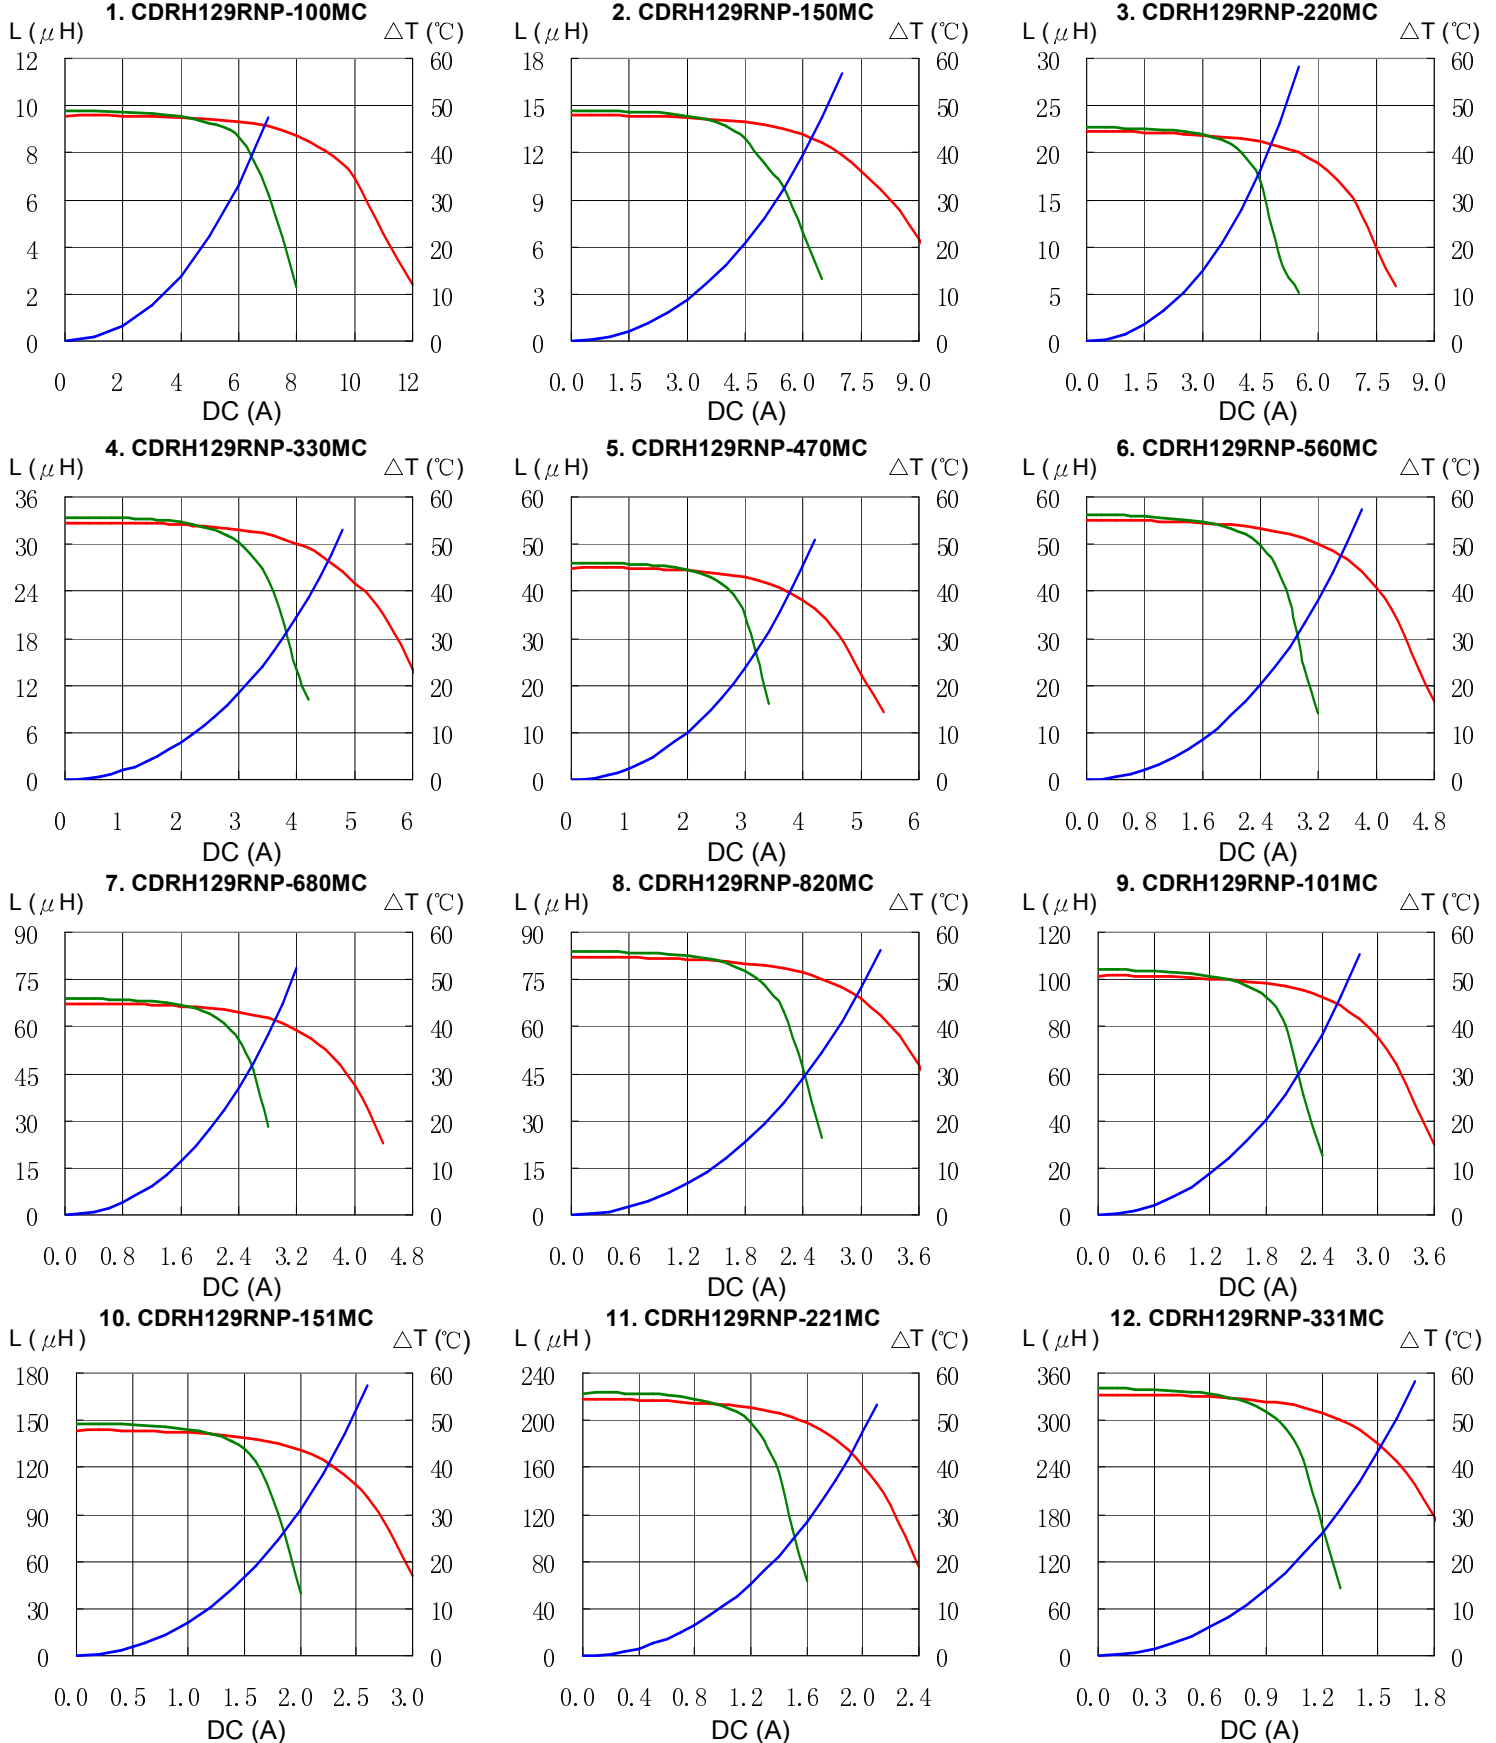 1. CDRH129RNP-100MC
L (μH) △T (℃)
12 60
10 50
8 40
6 30
4 20
2 10
0 0
0 2 4 6 8 10 12
DC (A)
2. CDRH129RNP-150MC
L (μH) △T (℃)
18 60
15 50
12 40
9 30
6 20
3 10
0 0
0.0 1.5 3.0 4.5 6.0 7.5 9.0
DC (A)
3. CDRH129RNP-220MC
L (μH) △T (℃)
30 60
25 50
20 40
15 30
10 20
5 10
0 0
0.0 1.5 3.0 4.5 6.0 7.5 9.0
DC (A)
4. CDRH129RNP-330MC
L (μH) △T (℃)
36 60
30 50
24 40
18 30
12 20
6 10
0 0
0 1 2 3 4 5 6
DC (A)
5. CDRH129RNP-470MC
L (μH) △T (℃)
60 60
50 50
40 40
30 30
20 20
10 10
0 0
0 1 2 3 4 5 6
DC (A)
6. CDRH129RNP-560MC
L (μH) △T (℃)
60 60
50 50
40 40
30 30
20 20
10 10
0 0
0.0 0.8 1.6 2.4 3.2 4.0 4.8
DC (A)
7. CDRH129RNP-680MC
L (μH) △T (℃)
90 60
75 50
60 40
45 30
30 20
15 10
0 0
0.0 0.8 1.6 2.4 3.2 4.0 4.8
DC (A)
8. CDRH129RNP-820MC
L (μH) △T (℃)
90 60
75 50
60 40
45 30
30 20
15 10
0 0
0.0 0.6 1.2 1.8 2.4 3.0 3.6
DC (A)
9. CDRH129RNP-101MC
L (μH) △T (℃)
120 60
100 50
80 40
60 30
40 20
20 10
0 0
0.0 0.6 1.2 1.8 2.4 3.0 3.6
DC (A)
10. CDRH129RNP-151MC
L (μH) △T (℃)
180 60
150 50
120 40
90 30
60 20
30 10
0 0
0.0 0.5 1.0 1.5 2.0 2.5 3.0
DC (A)
11. CDRH129RNP-221MC
L (μH) △T (℃)
240 60
200 50
160 40
120 30
80 20
40 10
0 0
0.0 0.4 0.8 1.2 1.6 2.0 2.4
DC (A)
12. CDRH129RNP-331MC
L (μH) △T (℃)
360 60
300 50
240 40
180 30
120 20
60 10
0 0
0.0 0.3 0.6 0.9 1.2 1.5 1.8
DC (A)